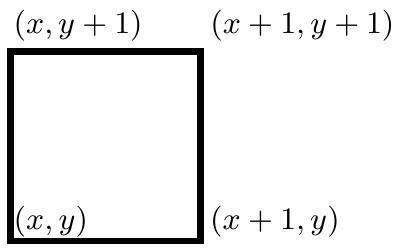 (x, y + 1) (x + 1, y + 1)
(x, y) (x + 1, y)